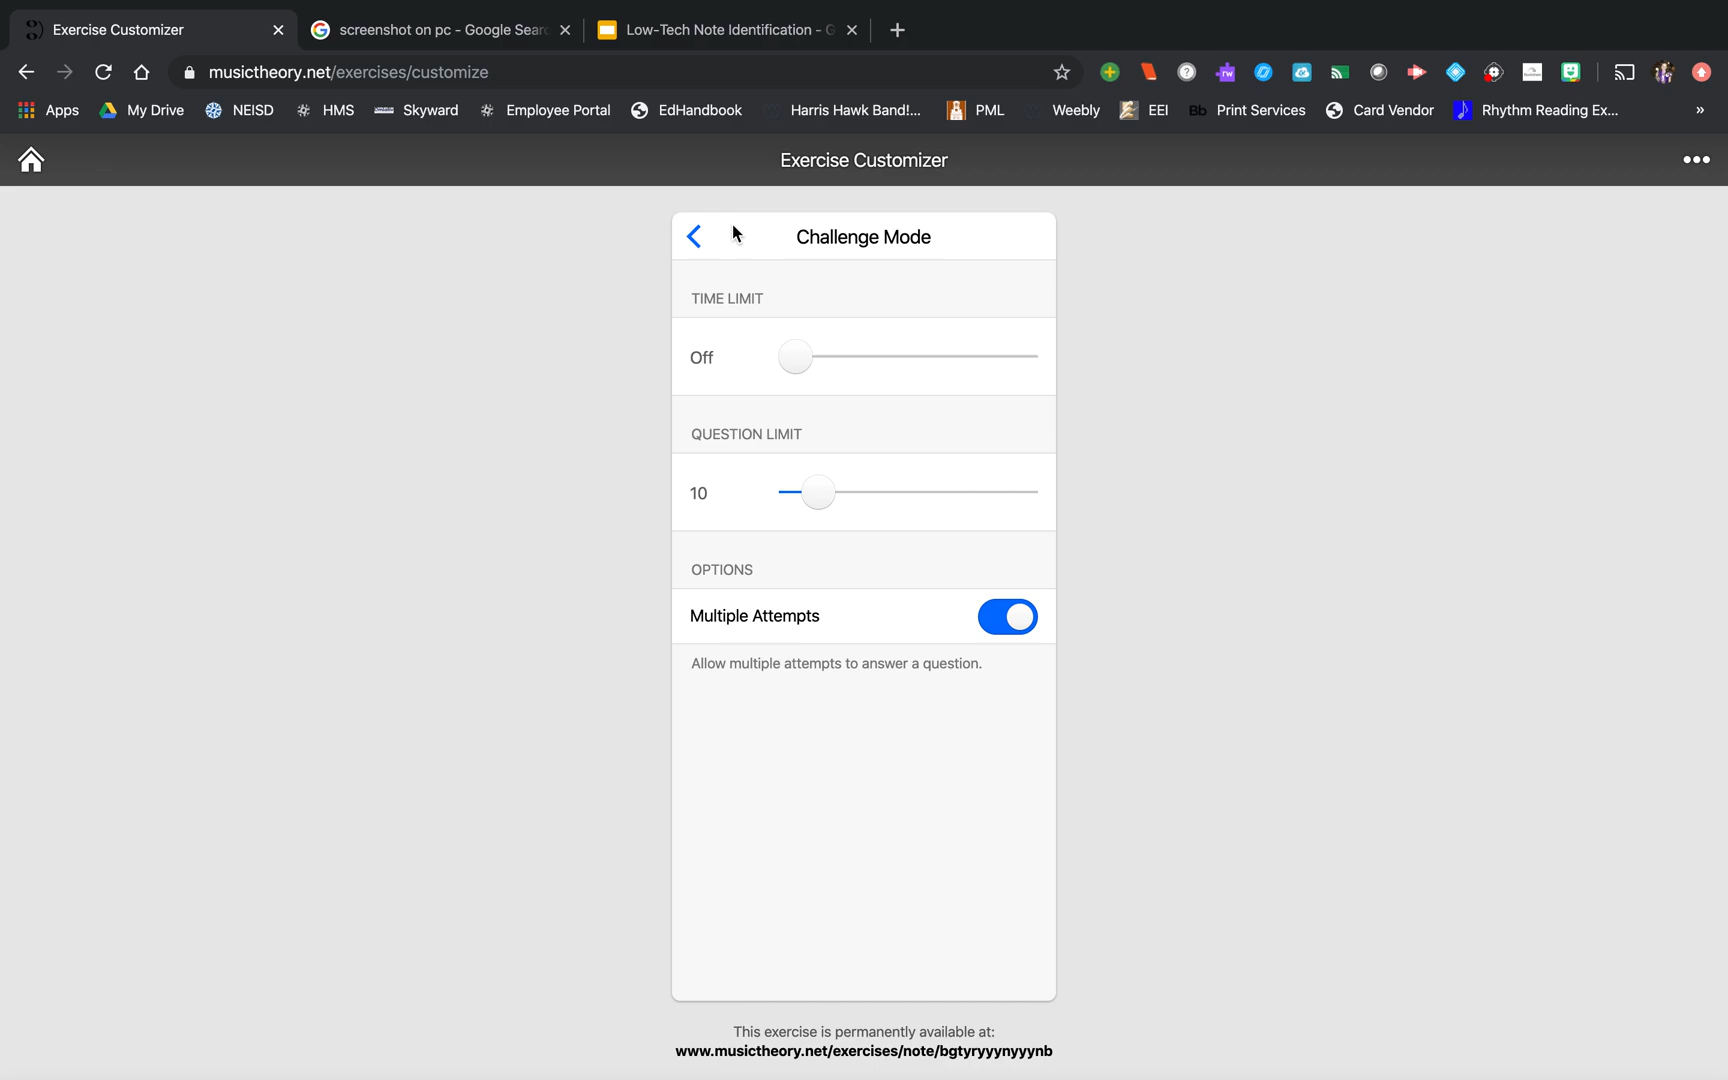 Exercise Customizer
screenshot on pc - Google Sear
Low-Tech Note Identification - G
musictheory.net/exercises/customize
Apps My Drive NEISD HMS Skyward Employee Portal EdHandbook Harris Hawk Band!... PML Weebly EEI Bb Print Services Card Vendor Rhythm Reading Ex... »
Exercise Customizer
Challenge Mode
TIME LIMIT
Off
QUESTION LIMIT
10
OPTIONS
Multiple Attempts
Allow multiple attempts to answer a question.
This exercise is permanently available at:
www.musictheory.net/exercises/note/bgtyryyynyyynb